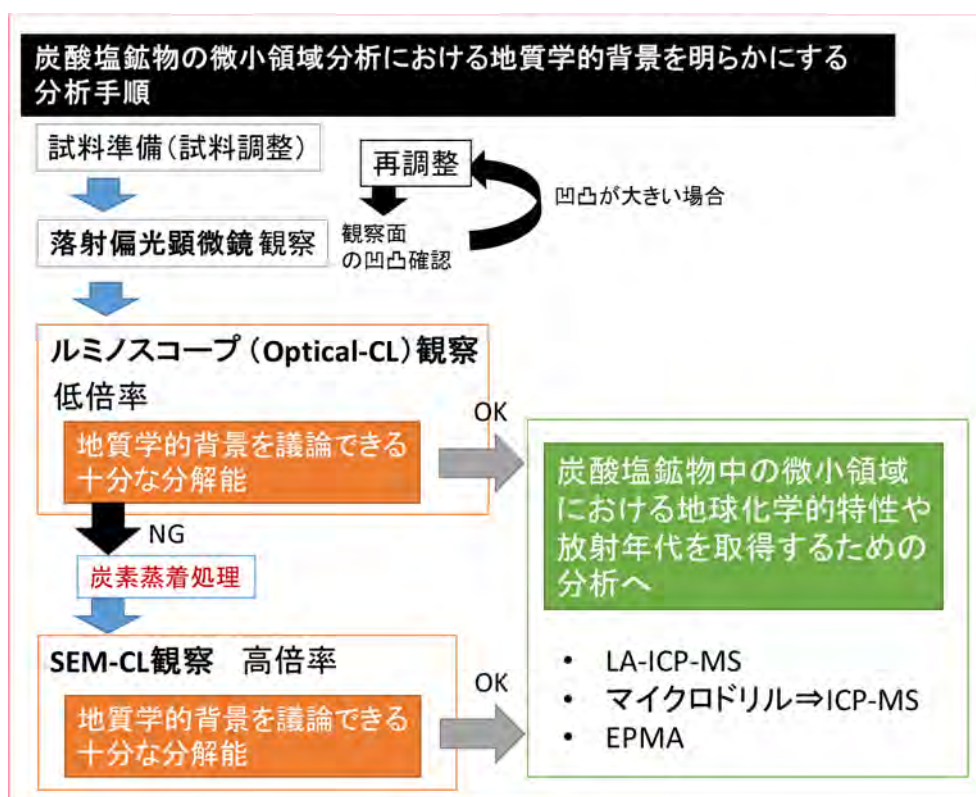 炭酸塩鉱物の微小領域分析における地質学的背景を明らかにする
分析手順
試料準備（試料調整）
再調整
凹凸が大きい場合
落射偏光顕微鏡 観察
観察面
の凹凸確認
ルミノスコープ（Optical-CL）観察
低倍率
地質学的背景を議論できる
十分な分解能
OK
NG
炭素蒸着処理
SEM-CL観察　高倍率
地質学的背景を議論できる
十分な分解能
OK
炭酸塩鉱物中の微小領域
における地球化学的特性や
放射年代を取得するための
分析へ
• LA-ICP-MS
• マイクロドリル⇒ICP-MS
• EPMA